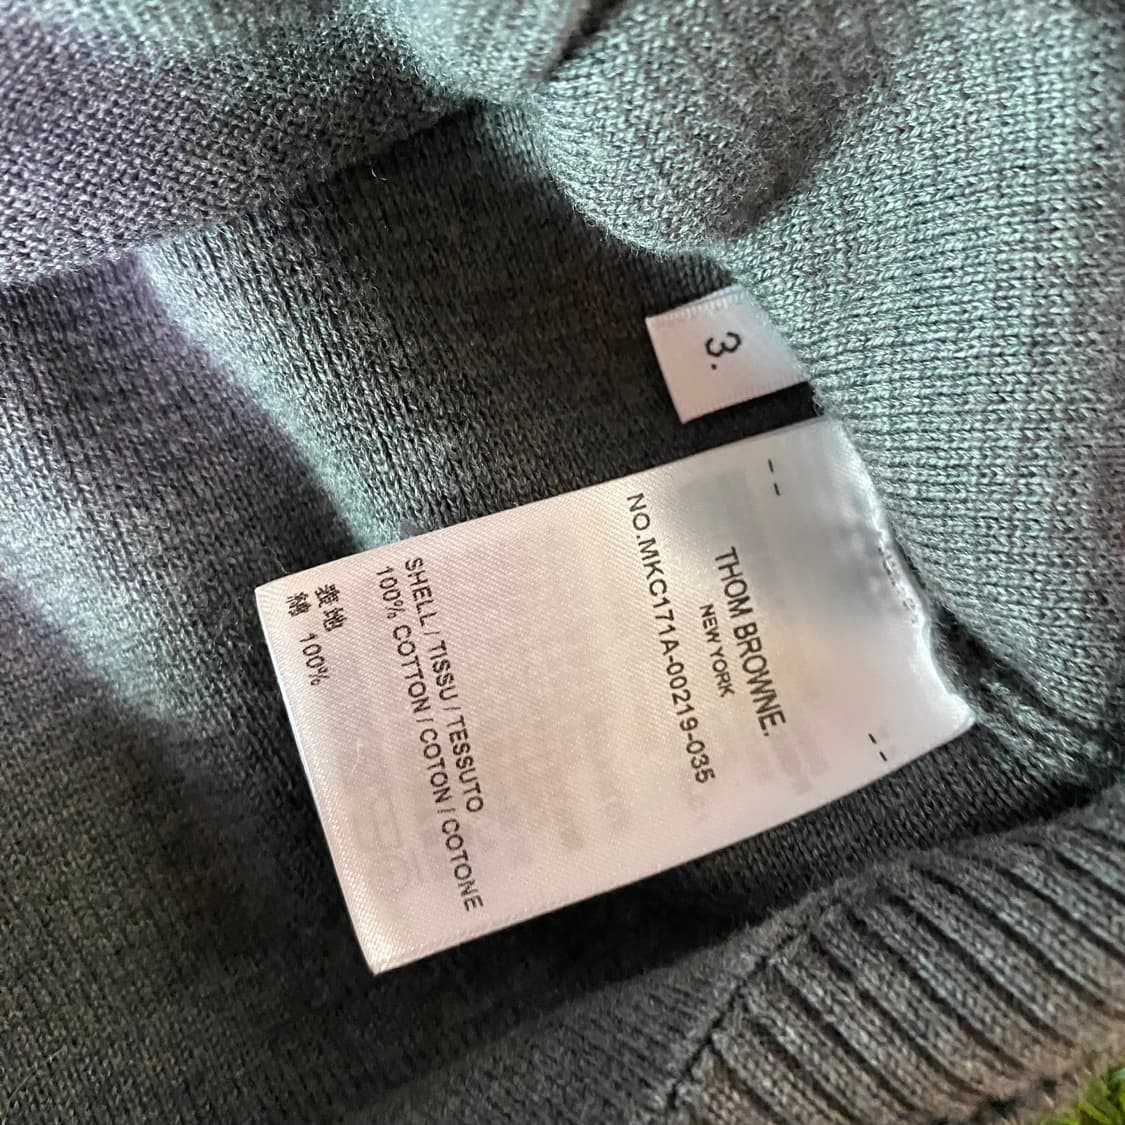 3.
THOM BROWNE.
NEW YORK
NO.MKC171A-00219-035
SHELL / TISSU / TESSUTO
100% COTTON / COTON / COTONE
表地
綿 100%